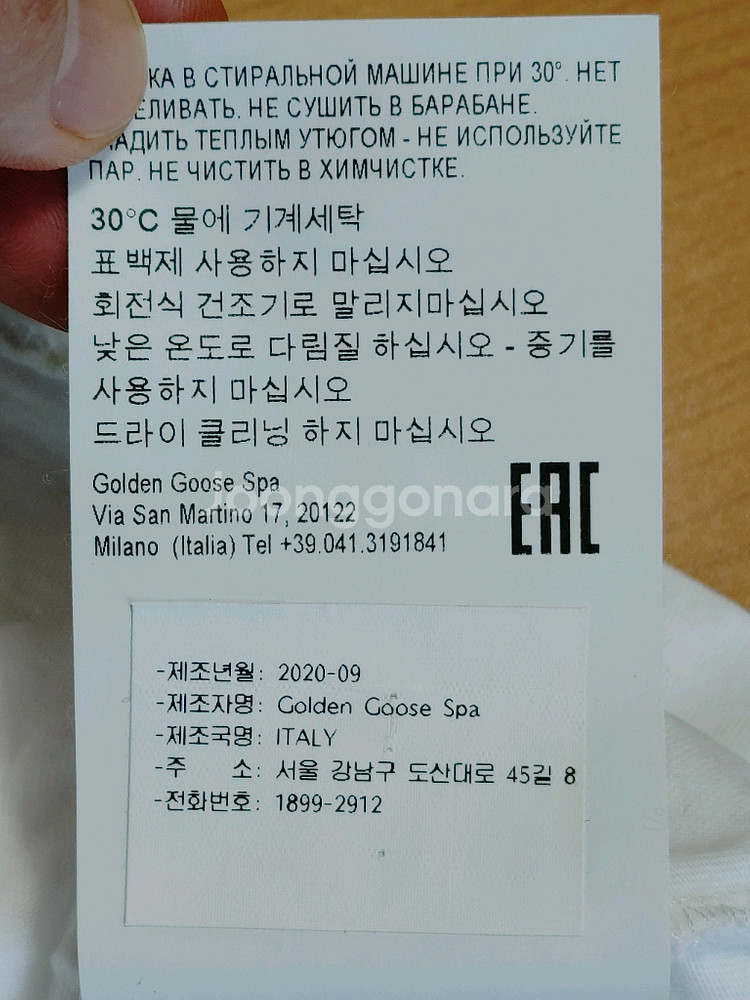 В СТИРАЛЬНОЙ МАШИНЕ ПРИ 30°. НЕТ
НЕ СУШИТЬ В БАРАБАНЕ.
ТЕПЛЫМ УТЮГОМ - НЕ ИСПОЛЬЗУЙТЕ
ПАР. НЕ ЧИСТИТЬ В ХИМЧИСТКЕ.
30°C 물에 기계세탁
표백제 사용하지 마십시오
회전식 건조기로 말리지마십시오
낮은 온도로 다림질 하십시오 - 증기를
사용하지 마십시오
드라이 클리닝 하지 마십시오
Golden Goose Spa
Via San Martino 17, 20122
Milano (Italia) Tel +39.041.3191841
EAC
joonggonara
-제조년월: 2020-09
-제조자명: Golden Goose Spa
-제조국명: ITALY
-주 소: 서울 강남구 도산대로 45길 8
-전화번호: 1899-2912